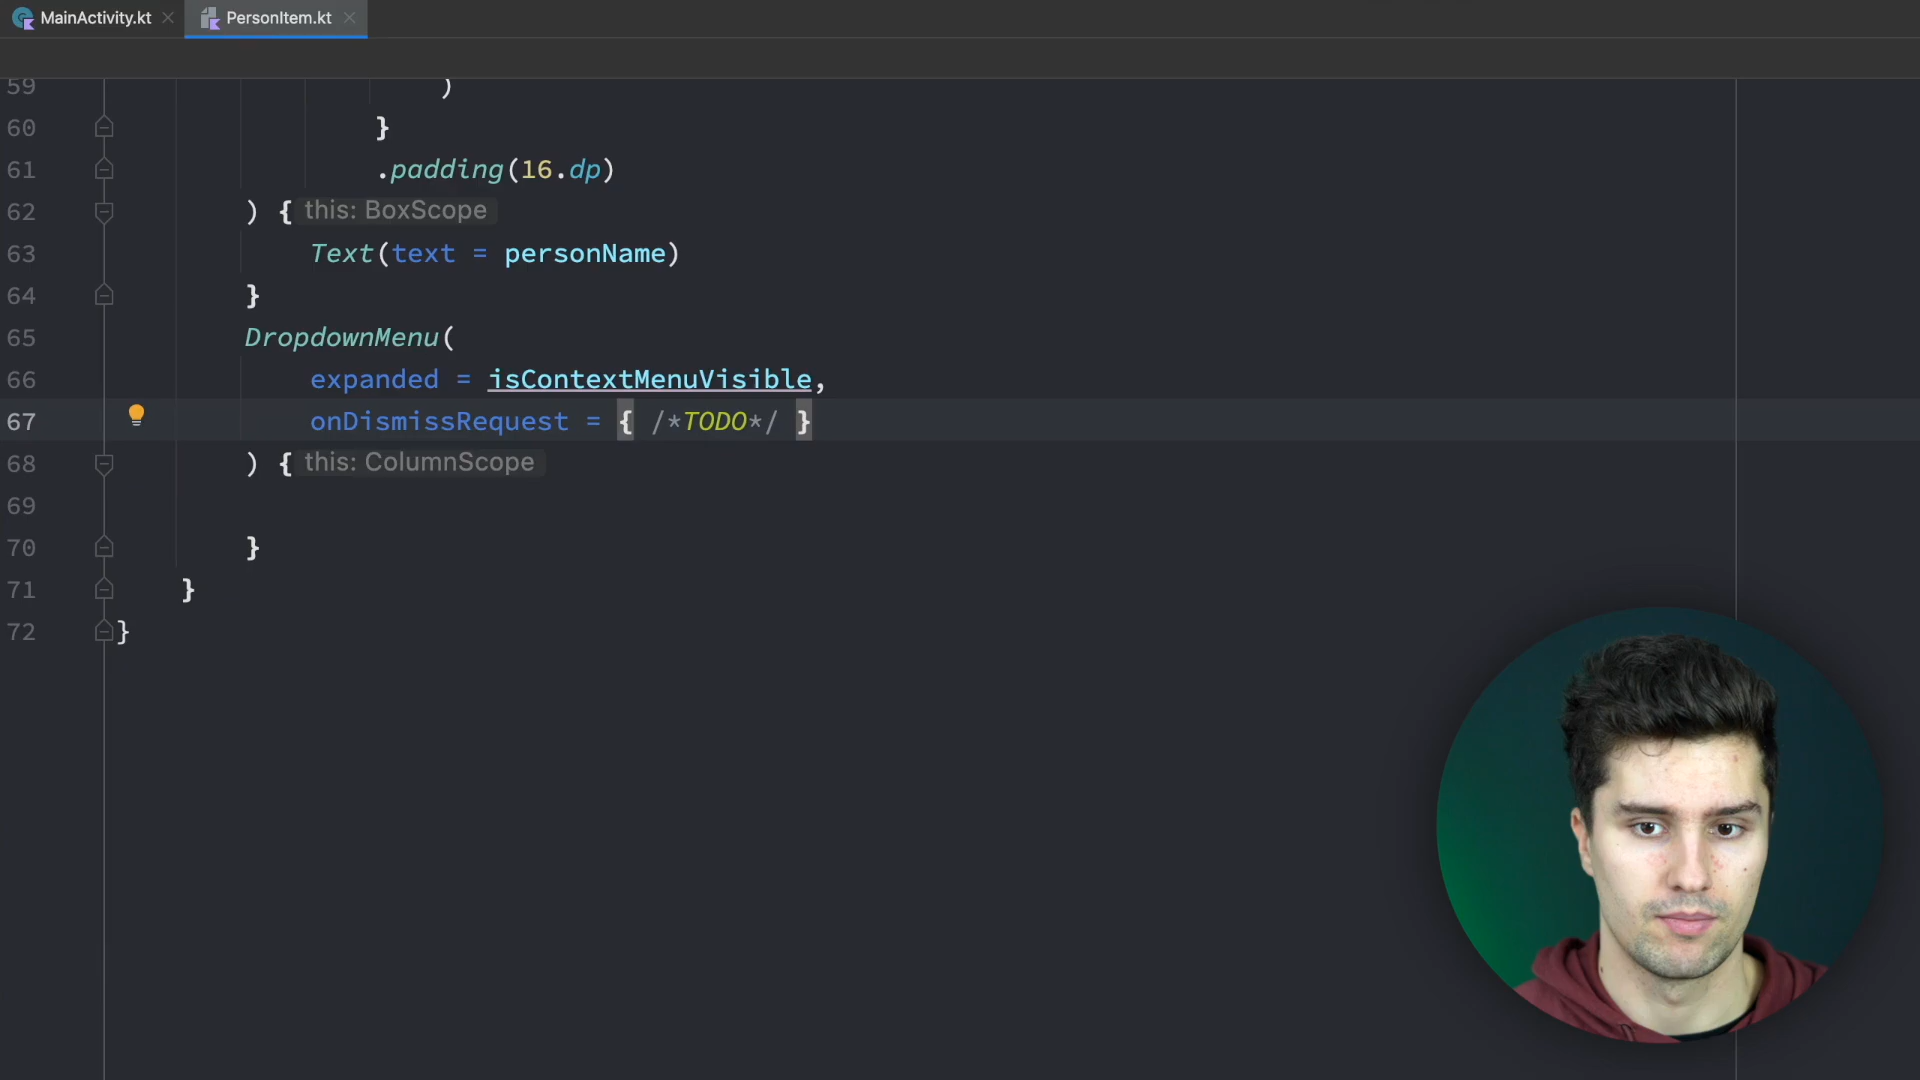 MainActivity.kt
PersonItem.kt
59 )
60 }
61 .padding(16.dp)
62 ) { this: BoxScope
63 Text(text = personName)
64 }
65 DropdownMenu(
66 expanded = isContextMenuVisible,
67 onDismissRequest = { /*TODO*/ }
68 ) { this: ColumnScope
69
70 }
71 }
72 }